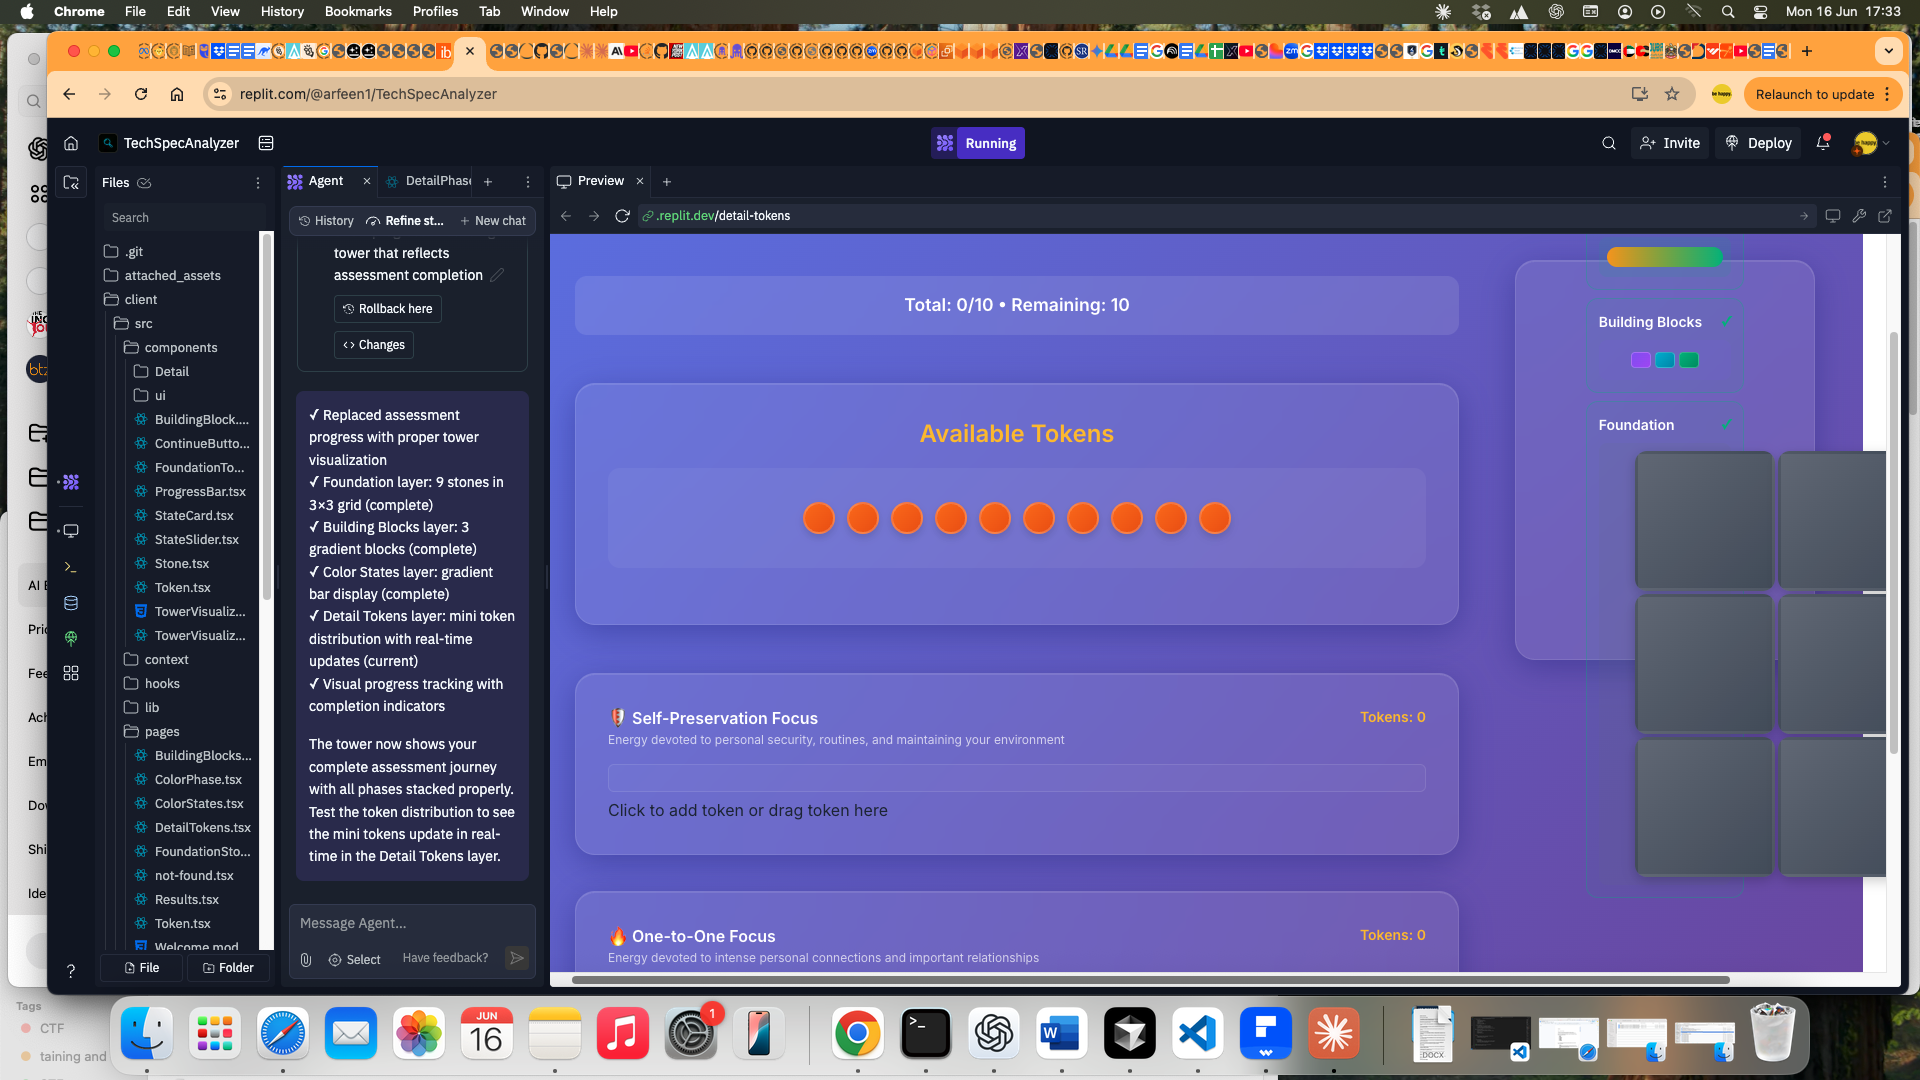 Chrome File Edit View History Bookmarks Profiles Tab Window Help
Mon 16 Jun 17:33
replit.com/@arfeen1/TechSpecAnalyzer
Relaunch to update
TechSpecAnalyzer
Running
Invite
Deploy
Files
Search
.git
attached_assets
client
src
components
Detail
ui
BuildingBlock....
ContinueButto...
FoundationTo...
ProgressBar.tsx
StateCard.tsx
StateSlider.tsx
Stone.tsx
Token.tsx
TowerVisualiz...
TowerVisualiz...
context
hooks
lib
pages
BuildingBlocks...
ColorPhase.tsx
ColorStates.tsx
DetailTokens.tsx
FoundationSto...
not-found.tsx
Results.tsx
Token.tsx
Welcome.mod
File
Folder
Agent
DetailPhas
History
Refine st...
New chat
tower that reflects
assessment completion
Rollback here
Changes
✓ Replaced assessment
progress with proper tower
visualization
✓ Foundation layer: 9 stones in
3×3 grid (complete)
✓ Building Blocks layer: 3
gradient blocks (complete)
✓ Color States layer: gradient
bar display (complete)
✓ Detail Tokens layer: mini token
distribution with real-time
updates (current)
✓ Visual progress tracking with
completion indicators
The tower now shows your
complete assessment journey
with all phases stacked properly.
Test the token distribution to see
the mini tokens update in real-
time in the Detail Tokens layer.
Message Agent...
Select
Have feedback?
Preview
.replit.dev/detail-tokens
Total: 0/10 • Remaining: 10
Available Tokens
Self-Preservation Focus
Tokens: 0
Energy devoted to personal security, routines, and maintaining your environment
Click to add token or drag token here
One-to-One Focus
Tokens: 0
Energy devoted to intense personal connections and important relationships
Building Blocks
Foundation
Tags
CTF
taining and
JUN
16
1
DOCX